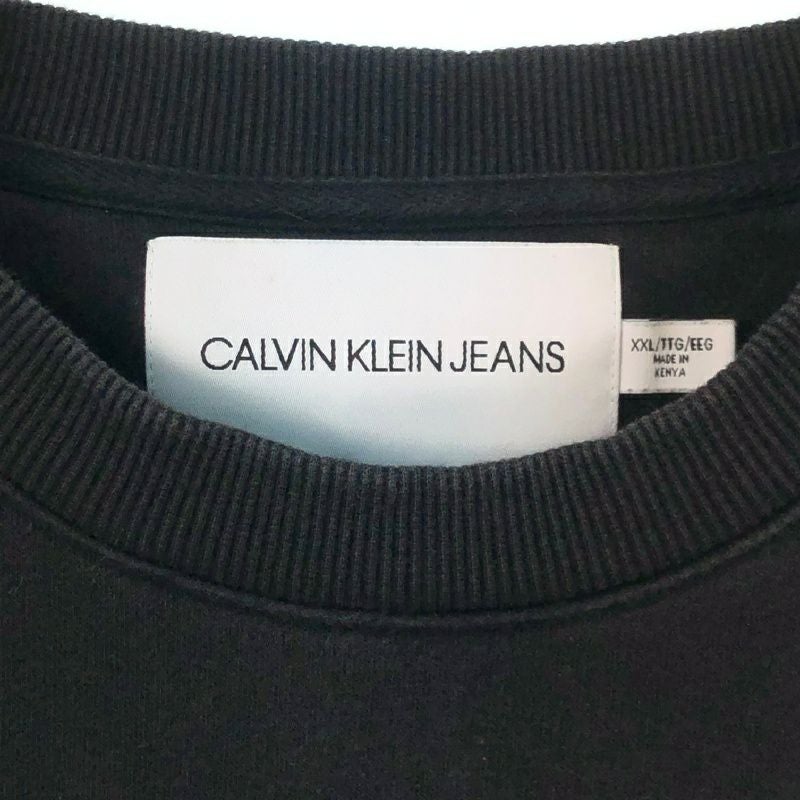 CALVIN KLEIN JEANS
XXL/TTG/EEG
MADE IN
KENYA